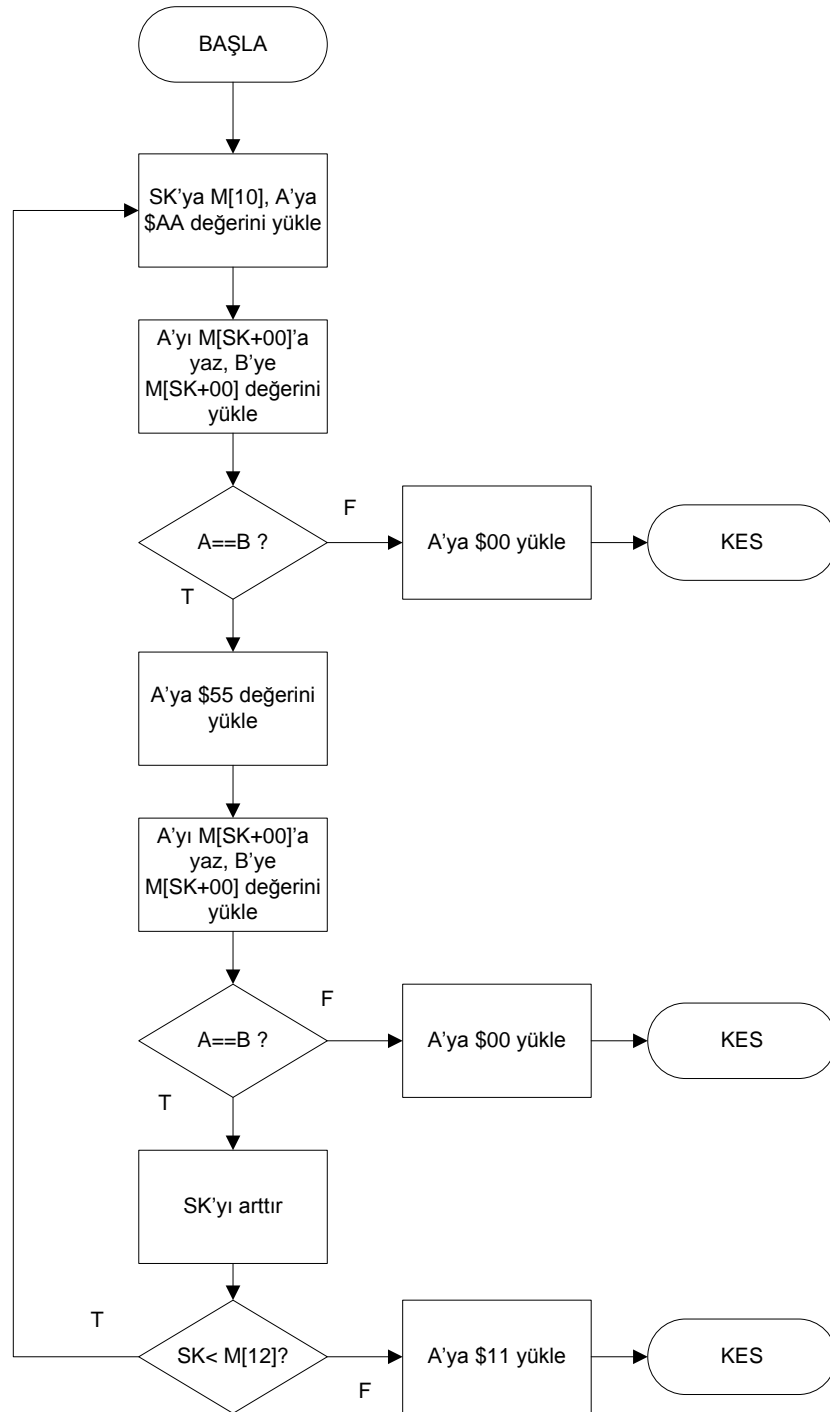 BAŞLA
SK’ya M[10], A’ya
$AA değerini yükle
A’yı M[SK+00]’a
yaz, B’ye
M[SK+00] değerini
yükle
A==B ?
F
A’ya $00 yükle
KES
T
A’ya $55 değerini
yükle
A’yı M[SK+00]’a
yaz, B’ye
M[SK+00] değerini
yükle
A==B ?
F
A’ya $00 yükle
KES
T
SK’yı arttır
T
SK< M[12]?
F
A’ya $11 yükle
KES